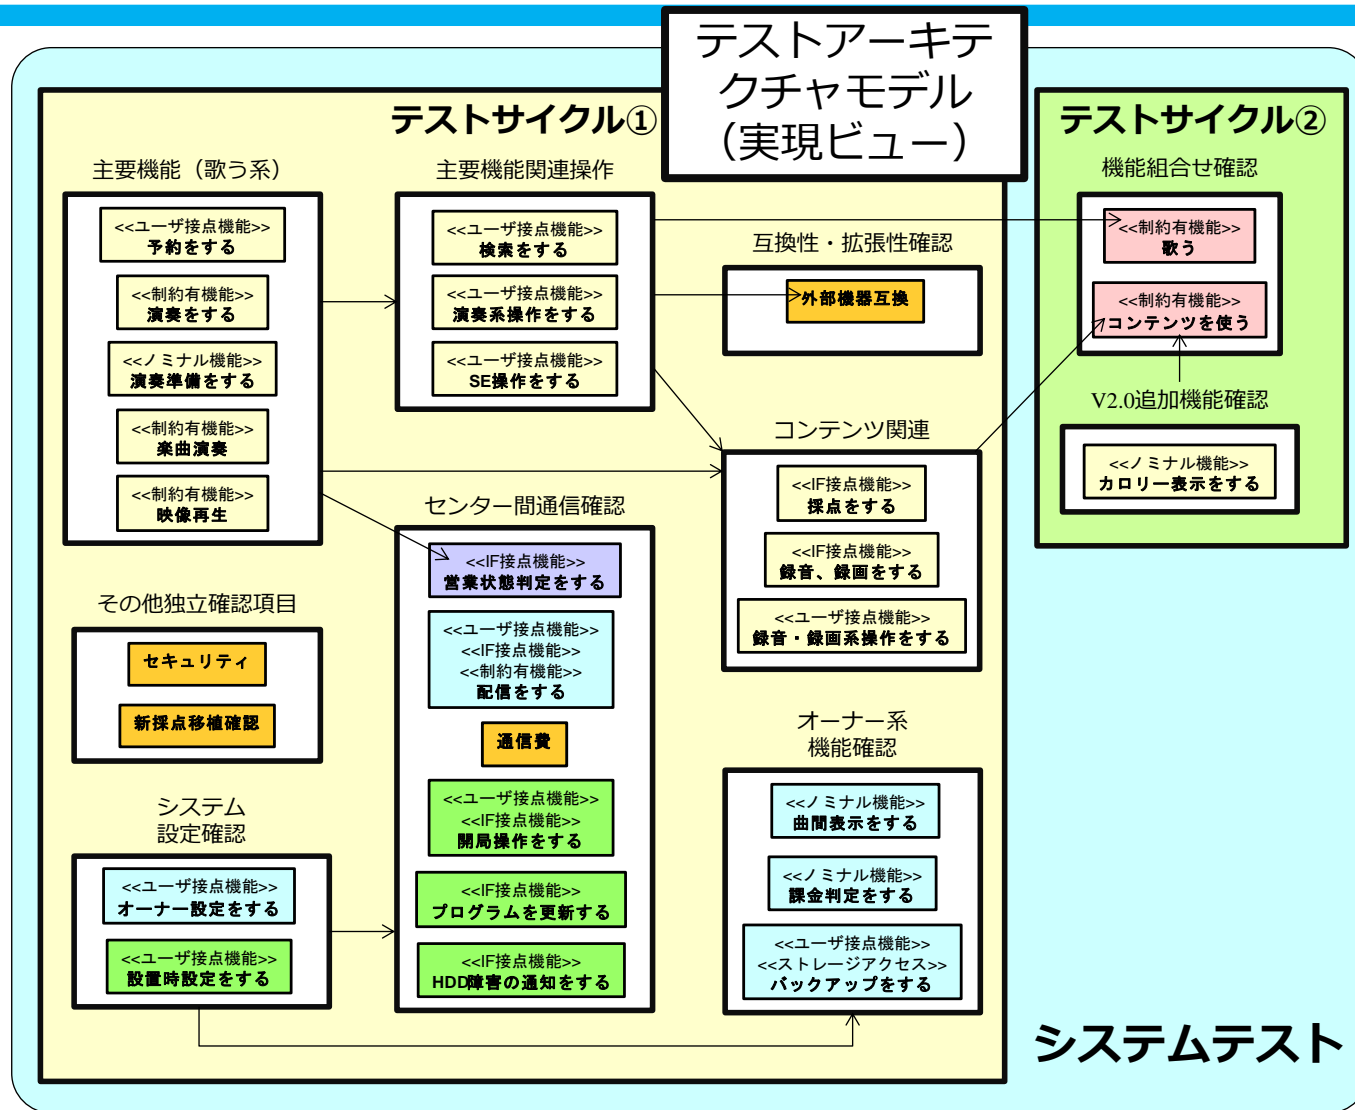 テストアーキテ
クチャモデル
（実現ビュー）
テストサイクル①
主要機能（歌う系）
<<ユーザ接点機能>>
予約をする
<<制約有機能>>
演奏をする
<<ノミナル機能>>
演奏準備をする
<<制約有機能>>
楽曲演奏
<<制約有機能>>
映像再生
主要機能関連操作
<<ユーザ接点機能>>
検索をする
<<ユーザ接点機能>>
演奏系操作をする
<<ユーザ接点機能>>
SE操作をする
互換性・拡張性確認
外部機器互換
コンテンツ関連
<<IF接点機能>>
採点をする
<<IF接点機能>>
録音、録画をする
<<ユーザ接点機能>>
録音・録画系操作をする
センター間通信確認
<<IF接点機能>>
営業状態判定をする
<<ユーザ接点機能>>
<<IF接点機能>>
<<制約有機能>>
配信をする
通信費
<<ユーザ接点機能>>
<<IF接点機能>>
開局操作をする
<<IF接点機能>>
プログラムを更新する
<<IF接点機能>>
HDD障害の通知をする
その他独立確認項目
セキュリティ
新採点移植確認
システム
設定確認
<<ユーザ接点機能>>
オーナー設定をする
<<ユーザ接点機能>>
設置時設定をする
オーナー系
機能確認
<<ノミナル機能>>
曲間表示をする
<<ノミナル機能>>
課金判定をする
<<ユーザ接点機能>>
<<ストレージアクセス>>
バックアップをする
テストサイクル②
機能組合せ確認
<<制約有機能>>
歌う
<<制約有機能>>
コンテンツを使う
V2.0追加機能確認
<<ノミナル機能>>
カロリー表示をする
システムテスト